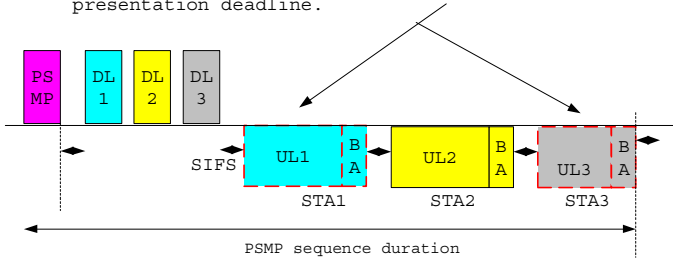 presentation deadline.
PS
MP
DL
1
DL
2
DL
3
SIFS
UL1
B
A
UL2
B
A
UL3
B
A
STA1
STA2
STA3
PSMP sequence duration